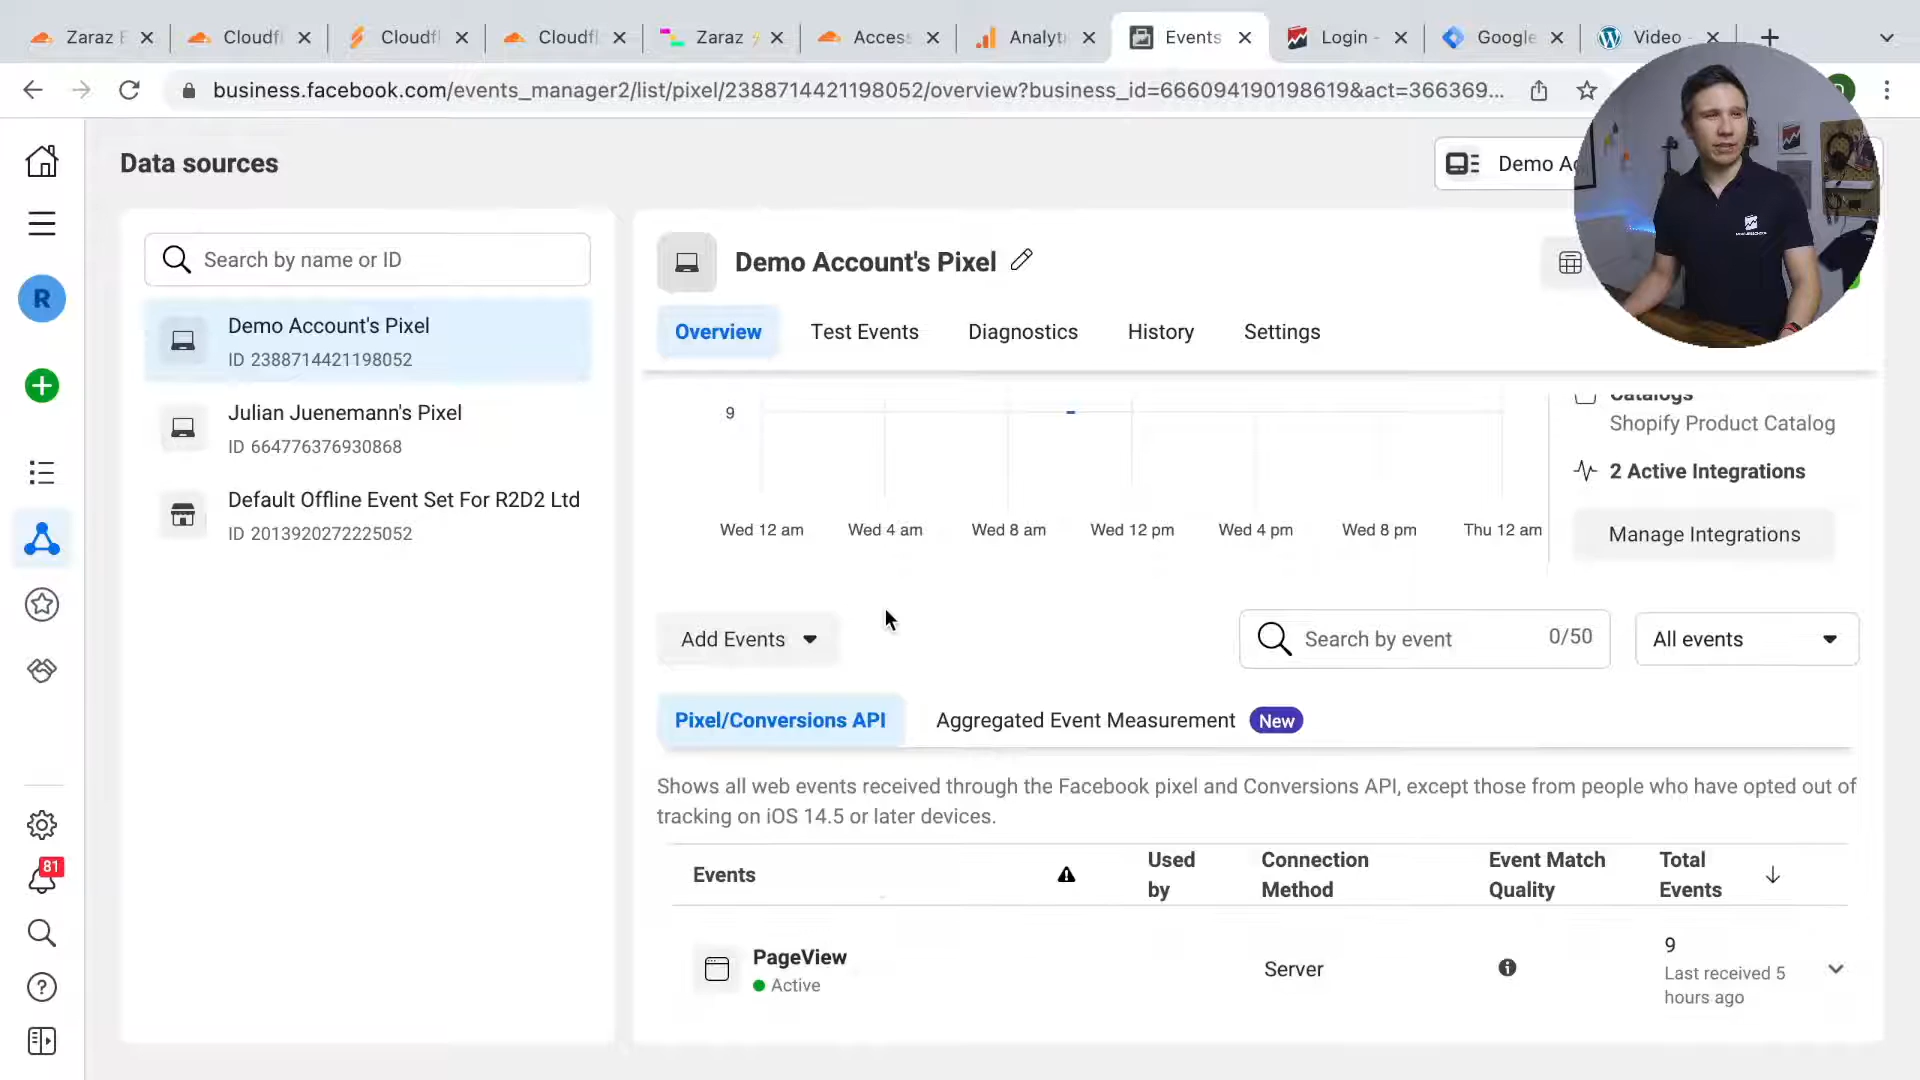 Zaraz E
Cloudfl
Cloudfl
Cloudfl
Zaraz
Access
Analyti
Events
Login -
Google
Video
business.facebook.com/events_manager2/list/pixel/2388714421198052/overview?business_id=666094190198619&act=366369...
Data sources
Demo Ac
Search by name or ID
R
Demo Account's Pixel
ID 2388714421198052
Julian Juenemann's Pixel
ID 664776376930868
Default Offline Event Set For R2D2 Ltd
ID 2013920272225052
81
Demo Account's Pixel
Overview
Test Events
Diagnostics
History
Settings
9
Wed 12 am
Wed 4 am
Wed 8 am
Wed 12 pm
Wed 4 pm
Wed 8 pm
Thu 12 am
Catalogs
Shopify Product Catalog
2 Active Integrations
Manage Integrations
Add Events
Search by event
0/50
All events
Pixel/Conversions API
Aggregated Event Measurement
New
Shows all web events received through the Facebook pixel and Conversions API, except those from people who have opted out of
tracking on iOS 14.5 or later devices.
Events
Used
by
Connection
Method
Event Match
Quality
Total
Events
PageView
Active
Server
9
Last received 5
hours ago